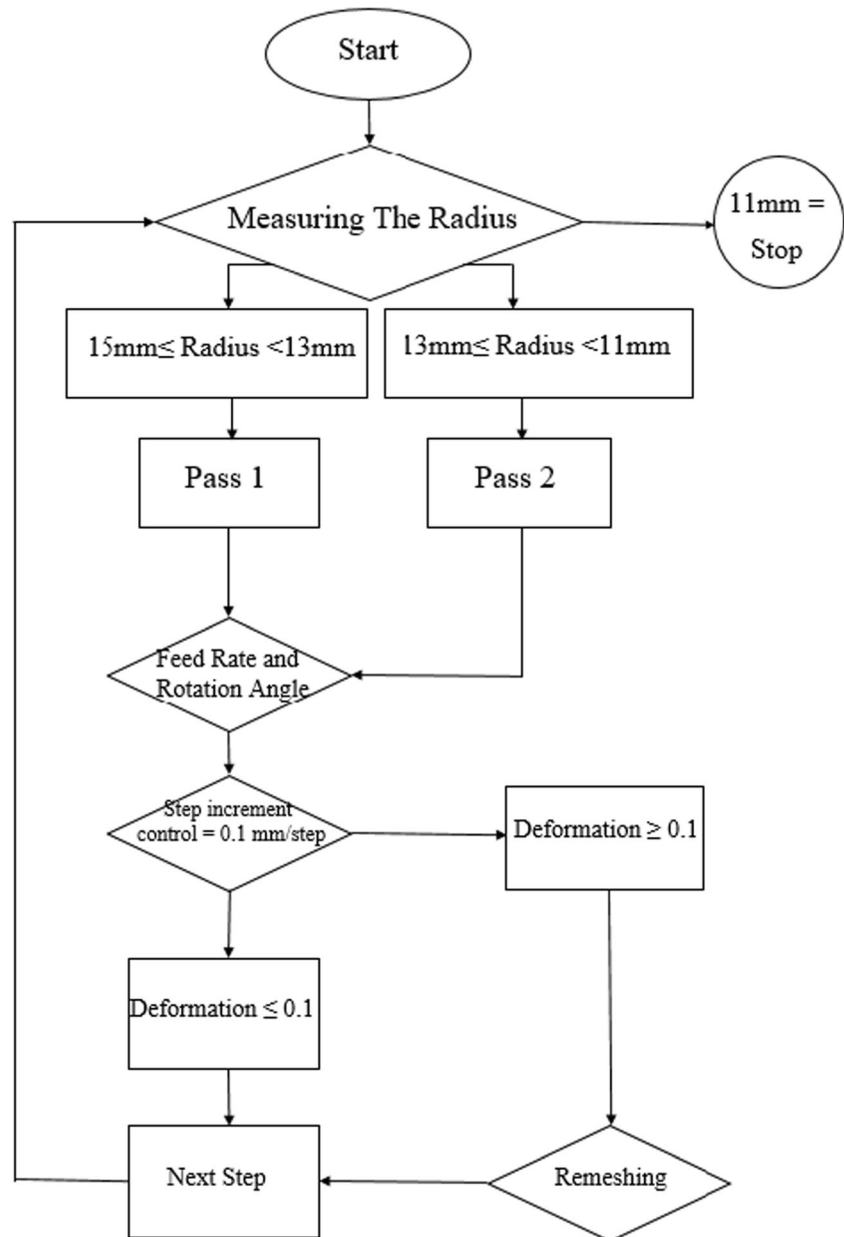 Start
Measuring The Radius
11mm =
Stop
15mm≤ Radius <13mm
13mm≤ Radius <11mm
Pass 1
Pass 2
Feed Rate and
Rotation Angle
Step increment
control = 0.1 mm/step
Deformation ≥ 0.1
Deformation ≤ 0.1
Next Step
Remeshing